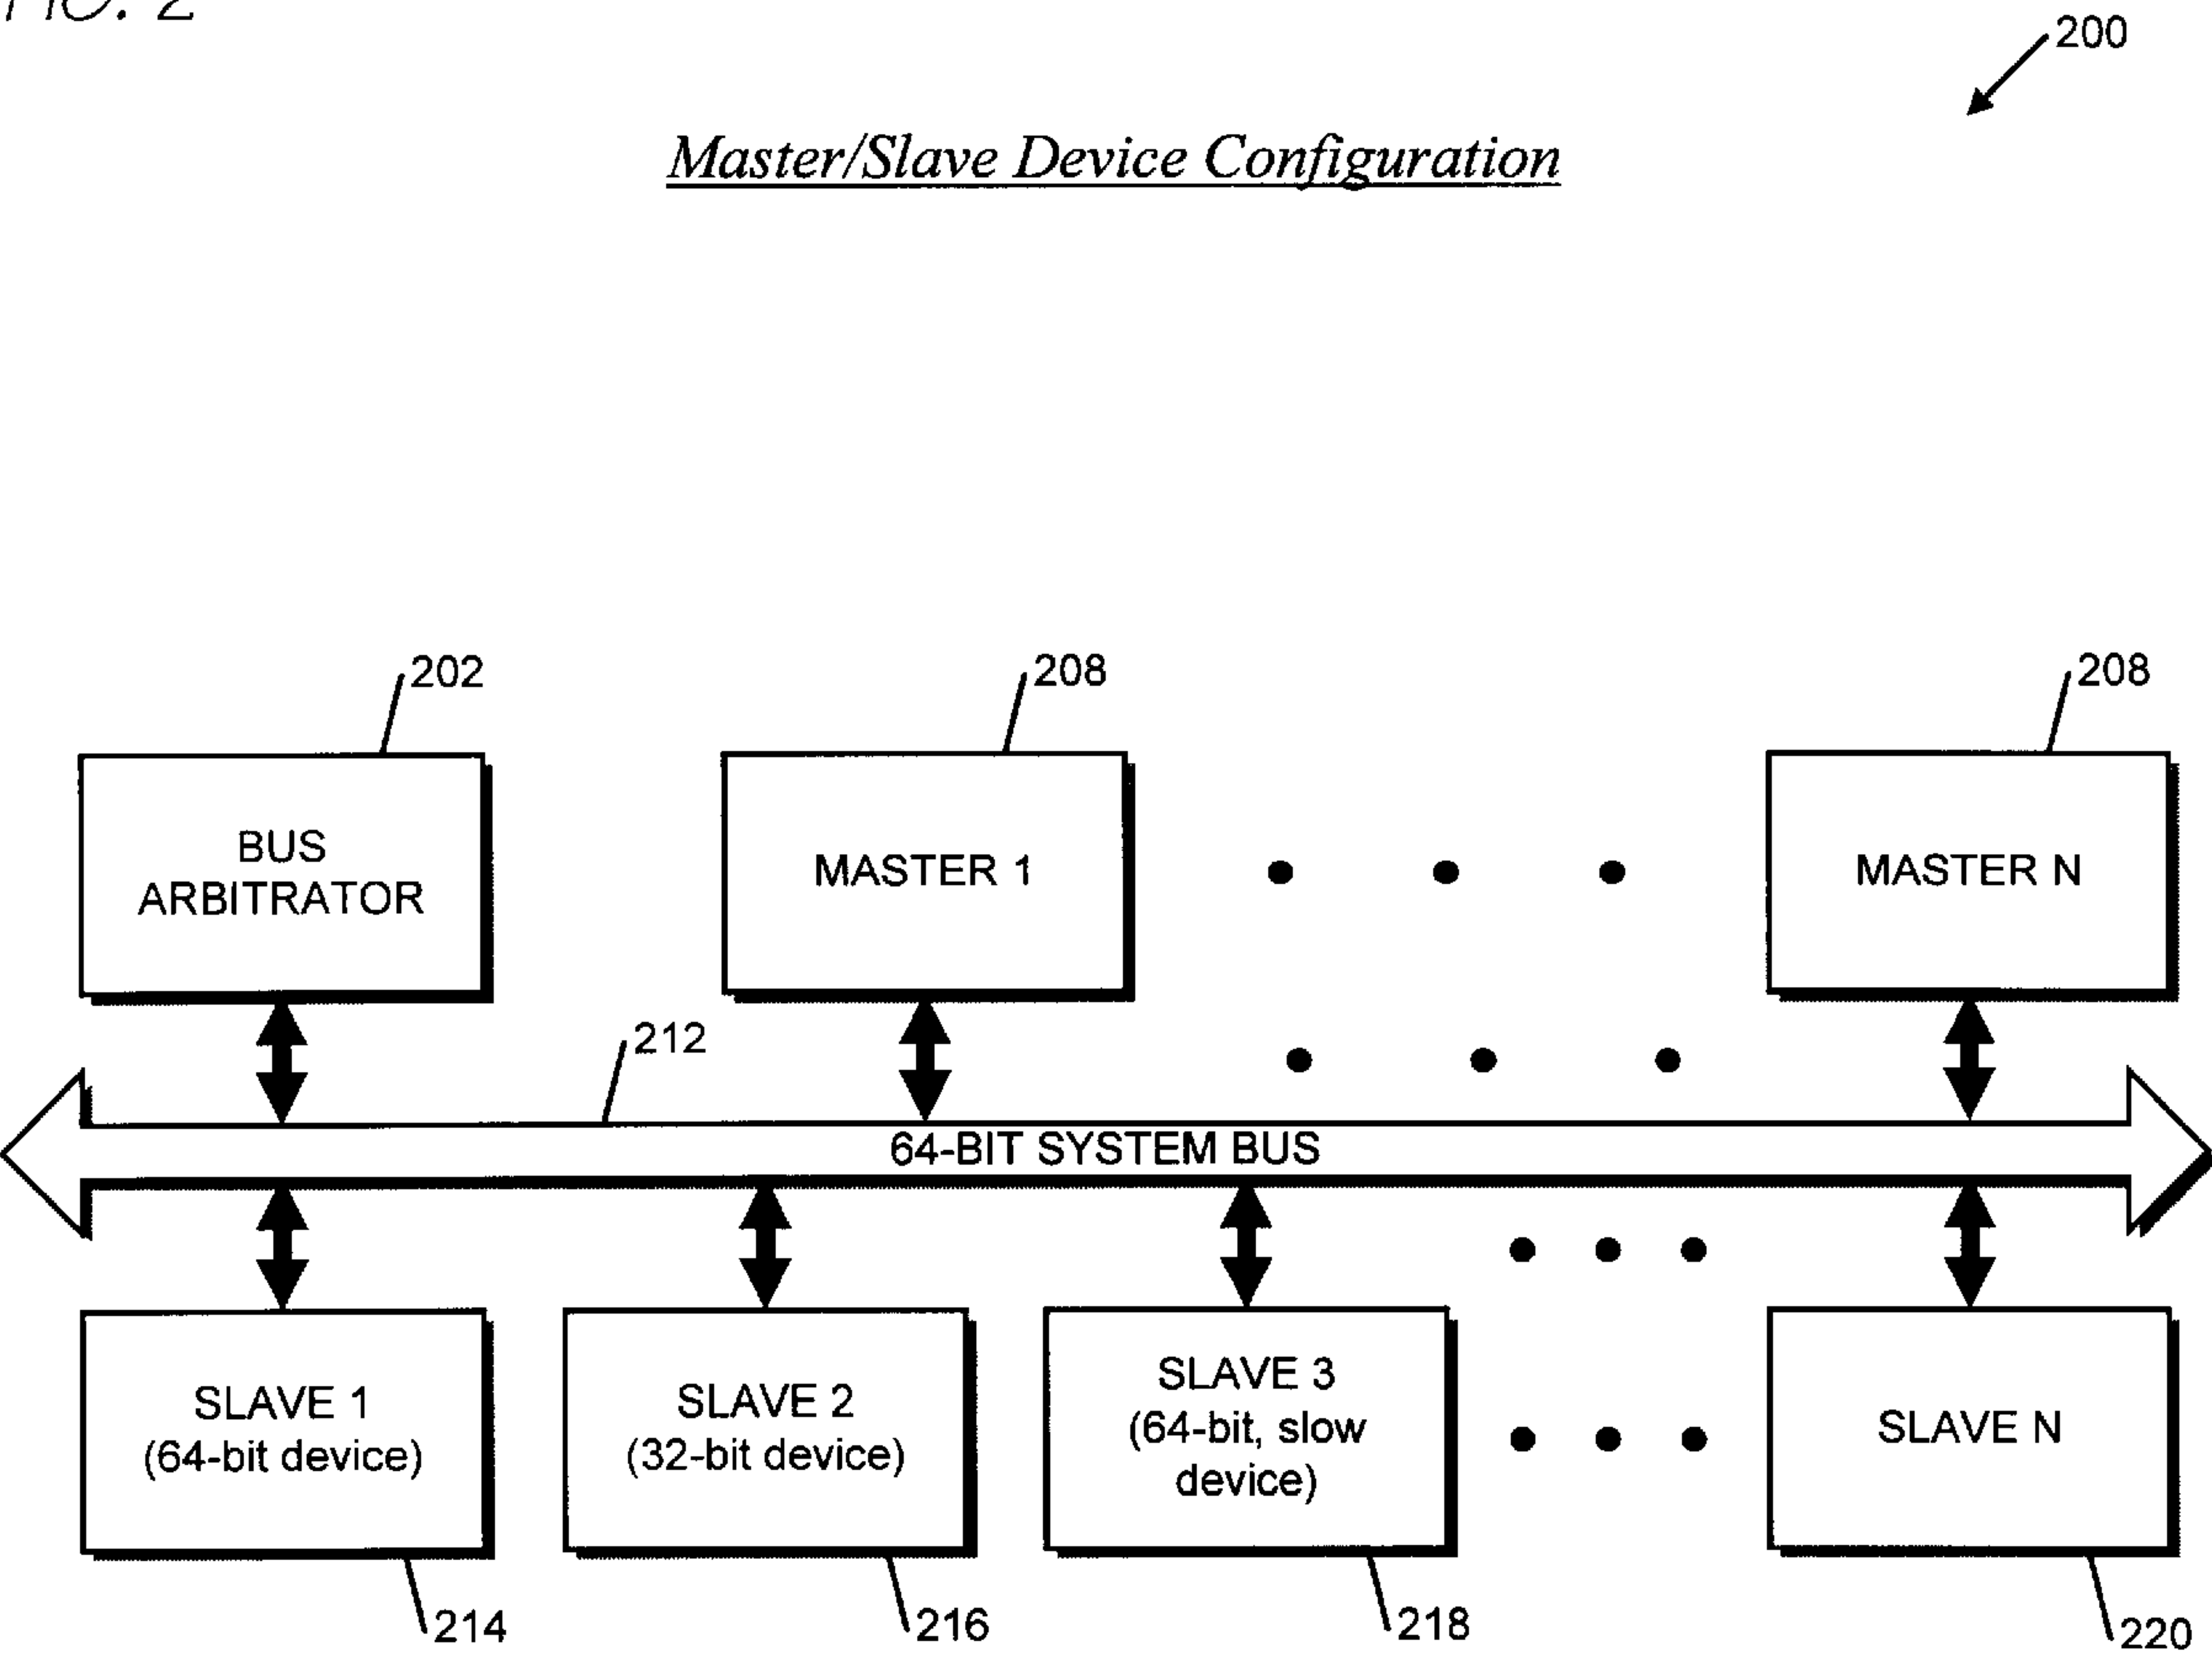 FIG. 2
200
Master/Slave Device Configuration
202
208
208
BUS
ARBITRATOR
MASTER 1
MASTER N
212
64-BIT SYSTEM BUS
SLAVE 1
(64-bit device)
SLAVE 2
(32-bit device)
SLAVE 3
(64-bit, slow
device)
SLAVE N
214
216
218
220